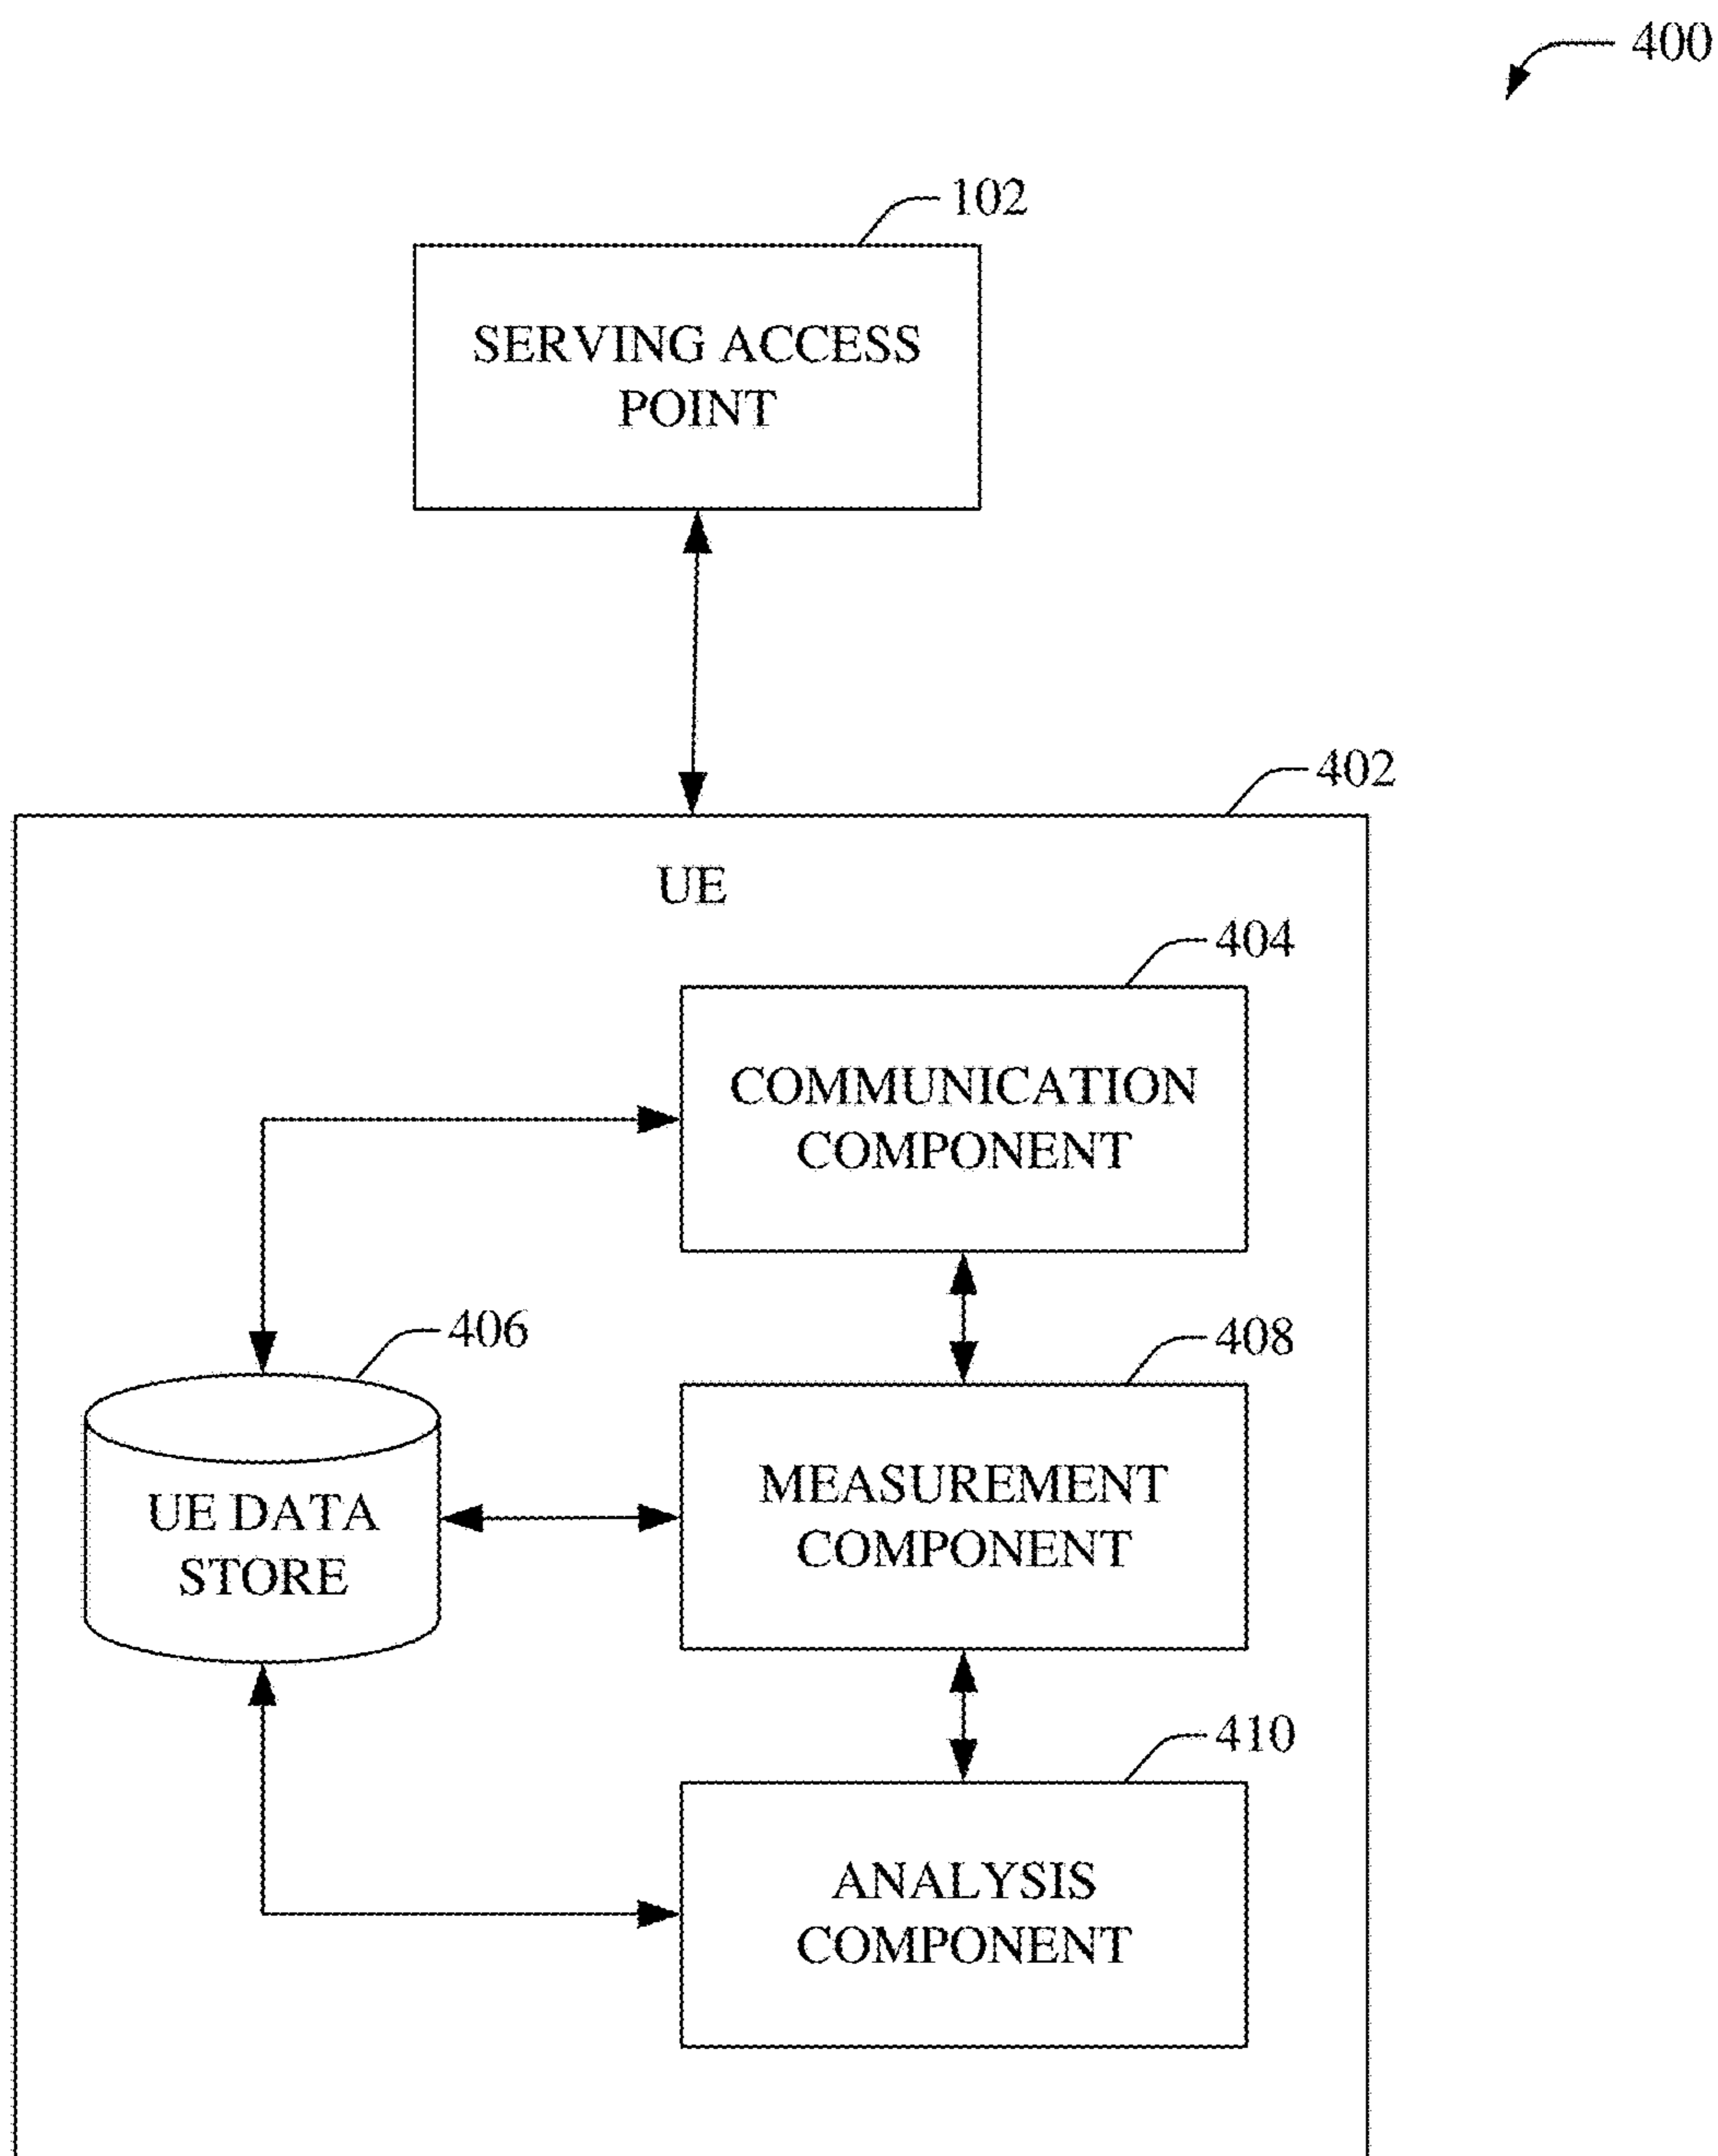 400
102
SERVING ACCESS
POINT
402
UE
404
COMMUNICATION
COMPONENT
406
408
UE DATA
STORE
MEASUREMENT
COMPONENT
410
ANALYSIS
COMPONENT